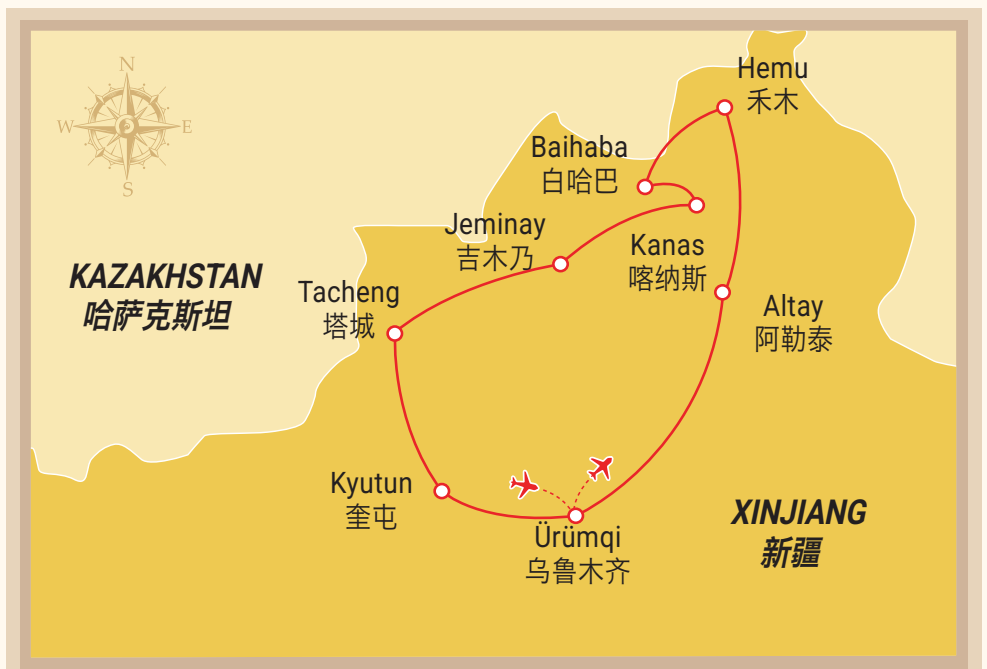 N
W
E
S
Hemu
禾木
Baihaba
白哈巴
Jeminay
吉木乃
Kanas
喀纳斯
KAZAKHSTAN
哈萨克斯坦
Tacheng
塔城
Altay
阿勒泰
Kyutun
奎屯
XINJIANG
新疆
Ürümqi
乌鲁木齐